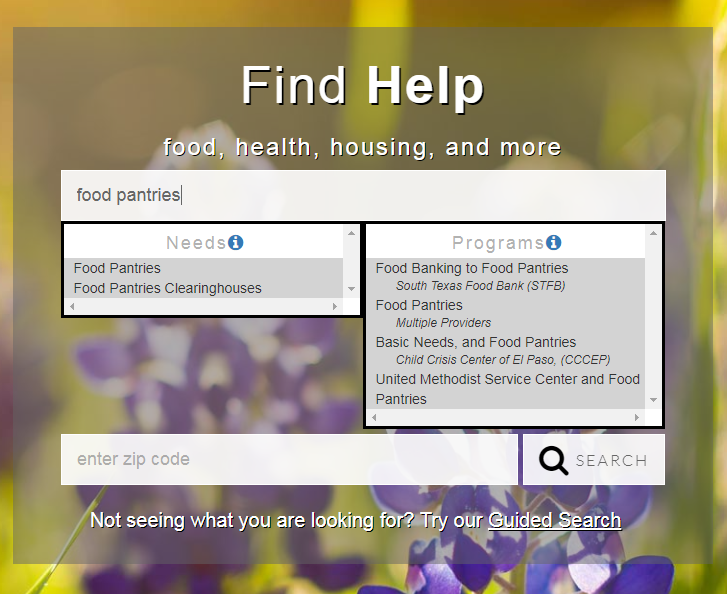 Find Help
food, health, housing, and more
food pantries
Needs
Food Pantries
Food Pantries Clearinghouses
Programs
Food Banking to Food Pantries
South Texas Food Bank (STFB)
Food Pantries
Multiple Providers
Basic Needs, and Food Pantries
Child Crisis Center of El Paso, (CCCEP)
United Methodist Service Center and Food
Pantries
enter zip code
SEARCH
Not seeing what you are looking for? Try our Guided Search